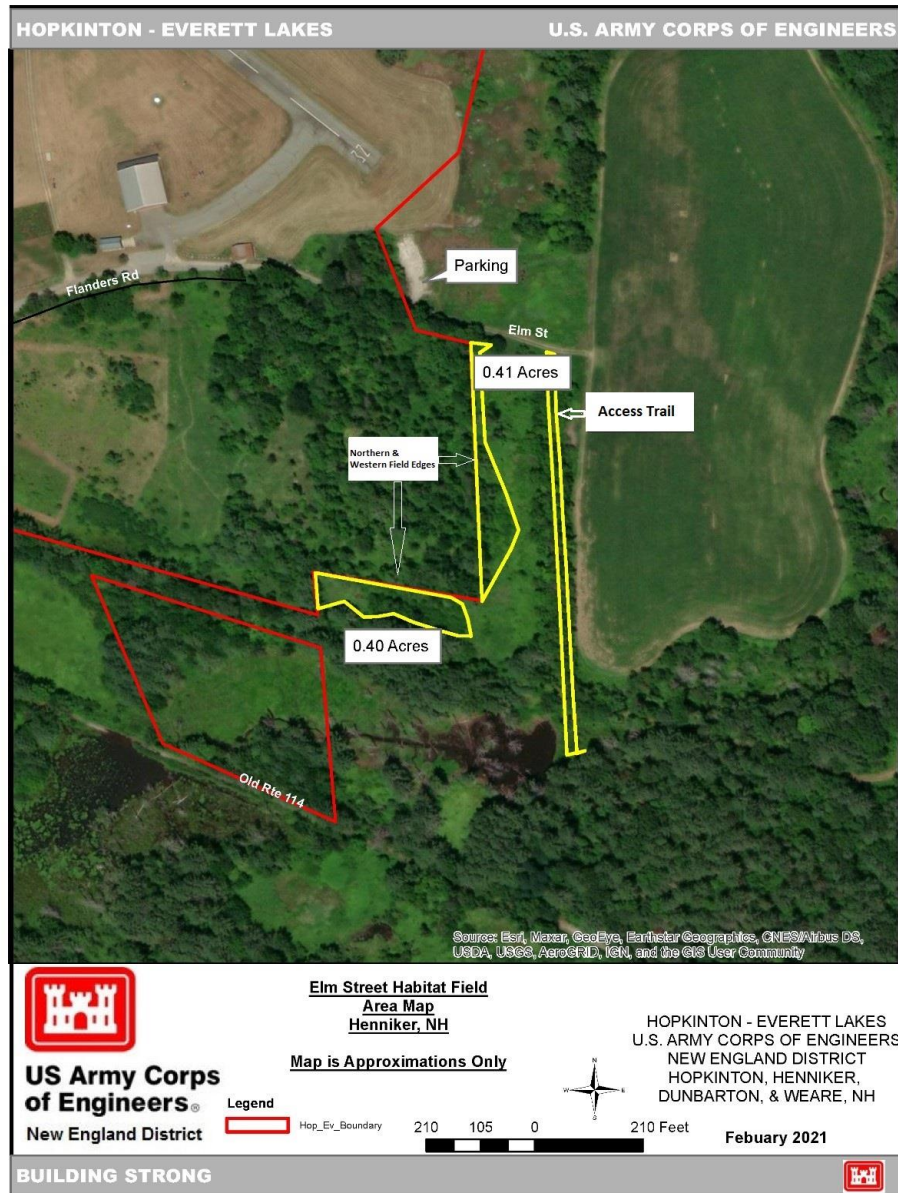 HOPKINTON - EVERETT LAKES
U.S. ARMY CORPS OF ENGINEERS
32
Parking
Flanders Rd
Elm St
0.41 Acres
Access Trail
Northern &
Western Field Edges
0.40 Acres
Old Rte 114
Source: Esri, Maxar, GeoEye, Earthstar Geographics, CNES/Airbus DS,
USDA, USGS, AeroGRID, IGN, and the GIS User Community
US Army Corps
of Engineers®
New England District
Elm Street Habitat Field
Area Map
Henniker, NH
Map is Approximations Only
Legend
Hop_Ev_Boundary
N
W E
S
210 105 0 210 Feet
HOPKINTON - EVERETT LAKES
U.S. ARMY CORPS OF ENGINEERS
NEW ENGLAND DISTRICT
HOPKINTON, HENNIKER,
DUNBARTON, & WEARE, NH
Febuary 2021
BUILDING STRONG